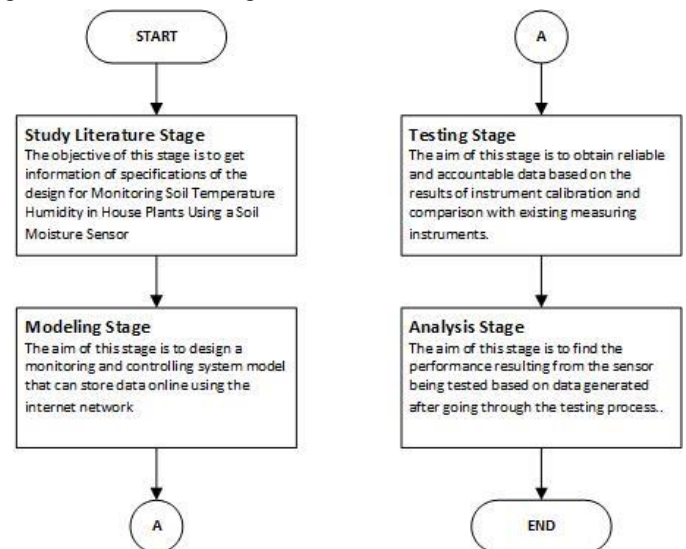 START
Study Literature Stage
The objective of this stage is to get
information of specifications of the
design for Monitoring Soil Temperature
Humidity in House Plants Using a Soil
Moisture Sensor
Modeling Stage
The aim of this stage is to design a
monitoring and controlling system model
that can store data online using the
internet network
A
A
Testing Stage
The aim of this stage is to obtain reliable
and accountable data based on the
results of instrument calibration and
comparison with existing measuring
instruments.
Analysis Stage
The aim of this stage is to find the
performance resulting from the sensor
being tested based on data generated
after going through the testing process..
END